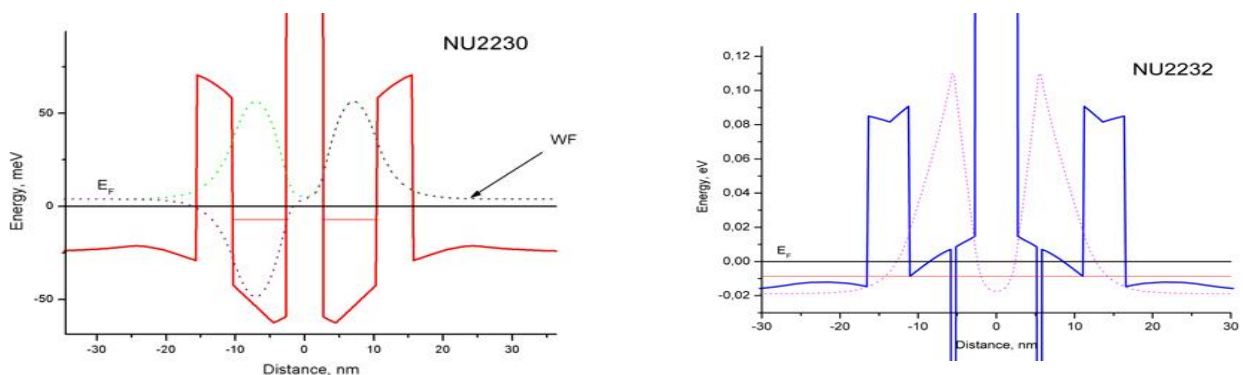 NU2230
50
WF
E_F
0
-50
-30 -20 -10 0 10 20 30
Distance, nm
Energy, meV
0,12
NU2232
0,10
0,08
0,06
0,04
0,02
E_F
0,00
-0,02
-30 -20 -10 0 10 20 30
Distance, nm
Energy, eV